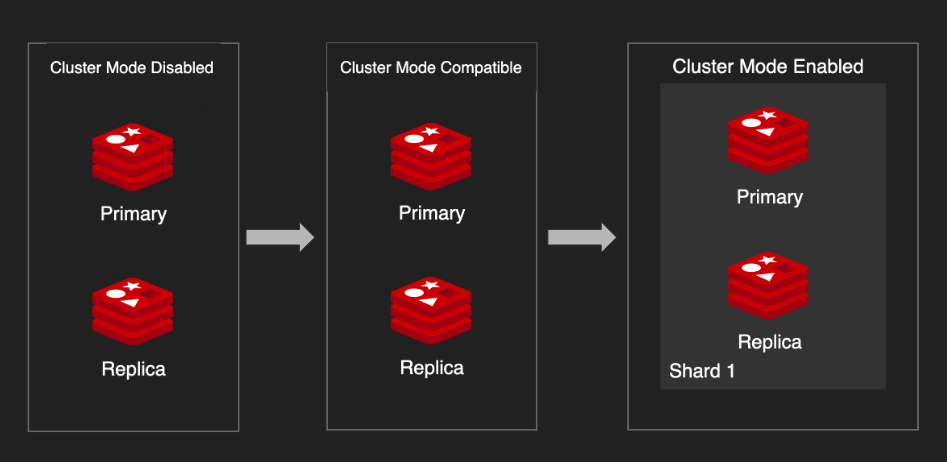 Cluster Mode Disabled
Primary
Replica
Cluster Mode Compatible
Primary
Replica
Cluster Mode Enabled
Primary
Replica
Shard 1